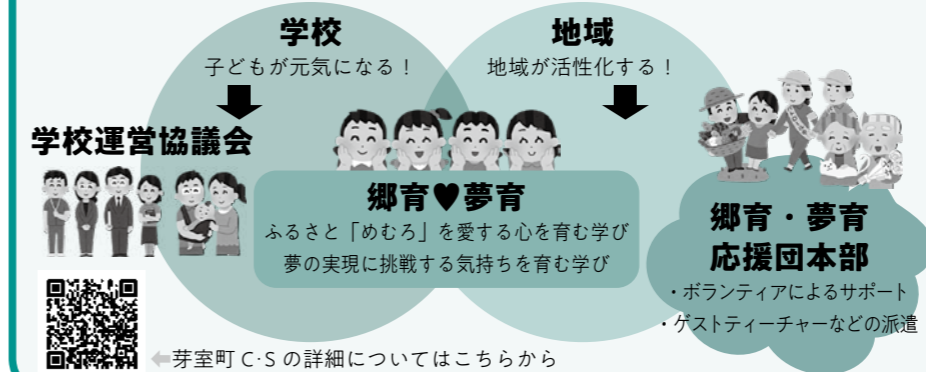 学校
子どもが元気になる！
地域
地域が活性化する！
学校運営協議会
郷育♥夢育
ふるさと「めむろ」を愛する心を育む学び
夢の実現に挑戦する気持ちを育む学び
郷育・夢育
応援団本部
・ボランティアによるサポート
・ゲストティーチャーなどの派遣
⬅芽室町C･Sの詳細についてはこちらから